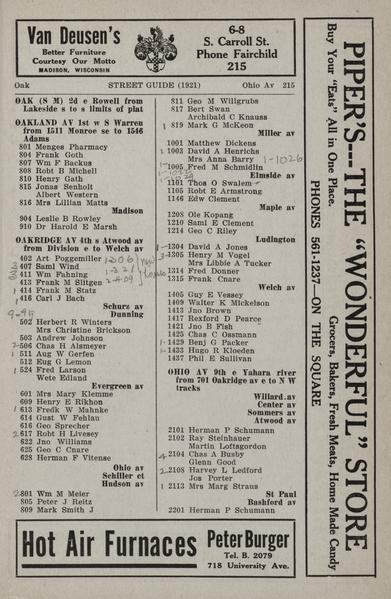 Van Deusen's
Better Furniture
Courtesy Our Motto
MADISON, WISCONSIN
6-8
S. Carroll St.
Phone Fairchild
215
Oak STREET GUIDE (1921) Ohio Av 215
OAK (S M) 2d e Rowell from
Lakeside s to s limits of plat
OAKLAND AV 1st w S Warren
from 1511 Monroe se to 1546
Adams
801 Menges Pharmacy
804 Frank Goth
807 Wm F Backus
808 Robt B Michell
810 Henry Gath
815 Jonas Senholt
Albert Western
816 Mrs Lillian Matts
Madison
904 Leslie B Rowley
910 Dr Harold E Marsh
OAKRIDGE AV 4th s Atwood av
from Division e to Welch av
402 Art Poggemiller
407 Saml Wind
411 Wm Fahning
413 Frank M Slitgen
414 Frank M Statz
416 Carl J Bach
Schurz av
Dunning
502 Herbert R Winters
Mrs Christine Brickson
503 Andrew Johnson
506 Chas H Alsmeyer
511 Aug W Gerfen
512 Eug G Lemon
524 Fred Larson
Wete Edland
Evergreen av
601 Mrs Mary Klemme
609 Henry E Rikhon
613 Fredk W Mahnke
614 Gust W Fehlau
616 Geo Sprecher
617 Robt H Livesey
622 Jno Williams
625 Geo C Cnare
628 Herman F Vitense
Ohio av
Schiller ct
Hudson av
801 Wm M Meier
805 Peter J Reitz
809 Mark Smith J
811 Geo M Willgrubs
817 Bert Swan
Archibald C Knauss
819 Mark G McKeon
Miller av
1001 Matthew Dickens
1003 David A Henrichs
Mrs Anna Barry 1-1026
1005 Fred M Schmidlin
Elmside av
1101 Thos O Swalem
1105 Robt E Armstrong
1146 Edw Clement
Maple av
1208 Ole Kopang
1210 Saml E Clement
1214 Geo C Riley
Ludington
1304 David A Jones
1305 Henry M Vogel
Mrs Libbie A Tucker
1314 Fred Donner
1315 Frank Cnare
Welch av
1405 Guy E Vessey
1409 Walter K Mickelson
1413 Jno Brown
1417 Rexford D Pearce
1421 Jno B Fish
1425 Chas C Ossmann
1429 Benj G Packer
1433 Hugo R Kloeden
1437 Phil E Sullivan
OHIO AV 9th e Yahara river
from 701 Oakridge av e to N W
tracks
Willard av
Center av
Sommers av
Atwood av
2101 Herman P Schumann
2102 Ray Steinhauer
Martin Loftsgordon
2104 Chas A Busby
Glenn Good
2108 Harvey L Ledford
Jos Porter
2113 Mrs Marg Straus
St Paul
Bashford av
2201 Herman P Schumann
Hot Air Furnaces
Peter Burger
Tel. B. 2079
718 University Ave.
PIPER'S---THE "WONDERFUL" STORE
Buy Your "Eats" All in One Place. Grocers, Bakers, Fresh Meats, Home Made Candy
PHONES 561-1237—ON THE SQUARE